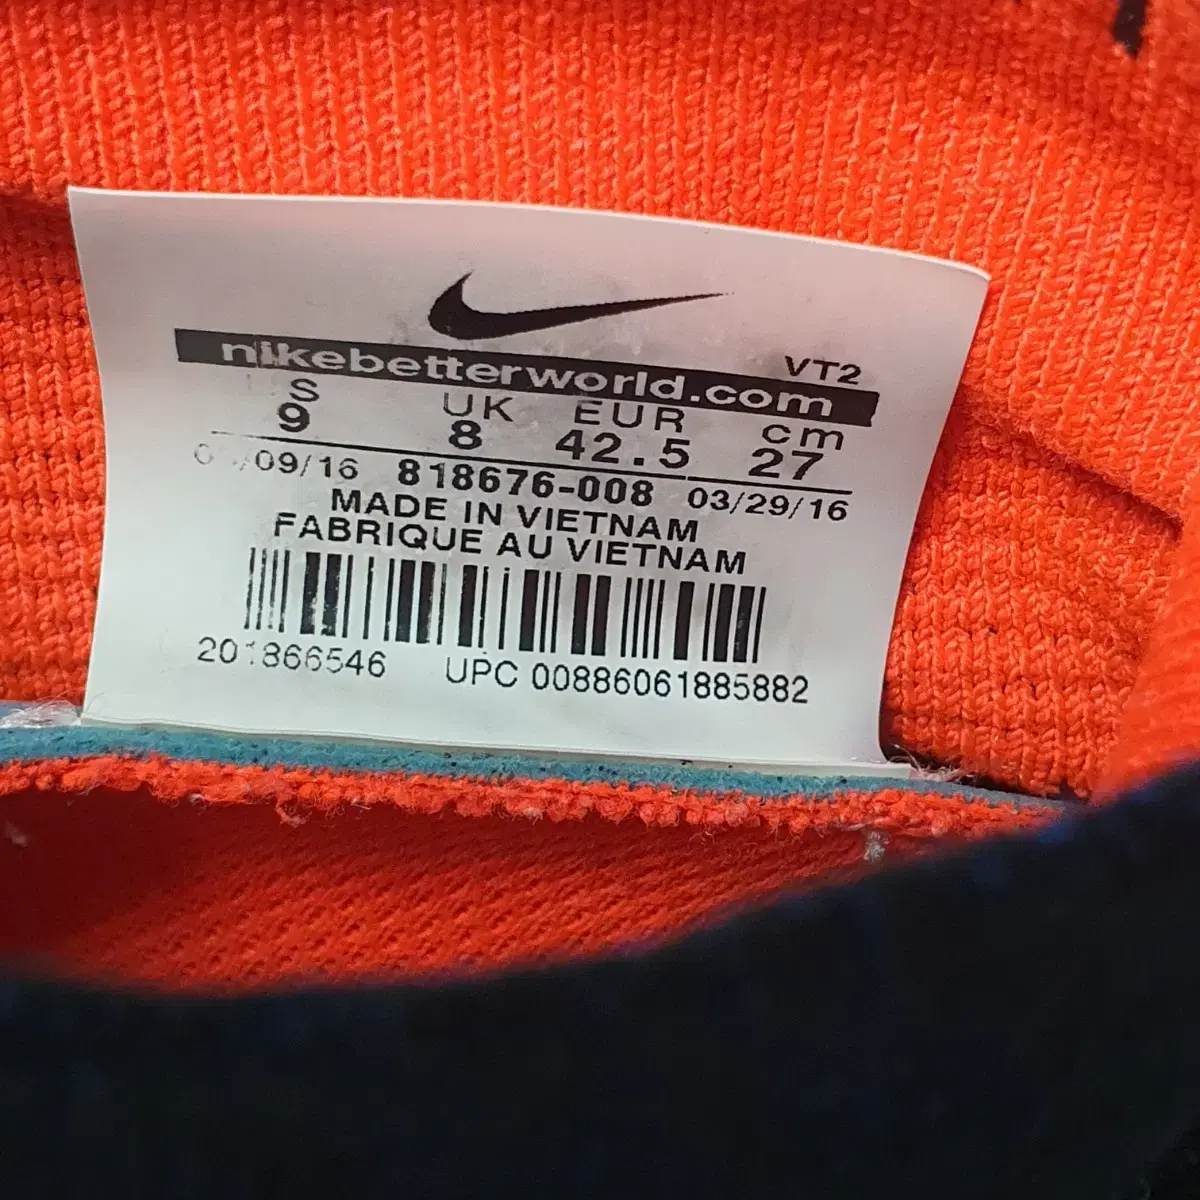 VT2
nikebetterworld.com
S UK EUR cm
9 8 42.5 27
/09/16 818676-008 03/29/16
MADE IN VIETNAM
FABRIQUE AU VIETNAM
201866546 UPC 00886061885882